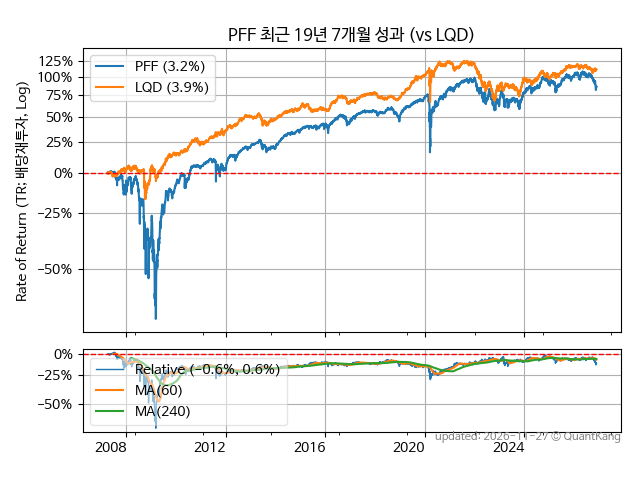 PFF 최근 19년 7개월 성과 (vs LQD)
Rate of Return (TR; 배당재투자, Log)
125%
100%
75%
50%
25%
0%
−25%
−50%
PFF (3.2%)
LQD (3.9%)
0%
−25%
−50%
Relative (−0.6%, 0.6%)
MA(60)
MA(240)
2008
2012
2016
2020
2024
updated: 2026-11-27 © QuantKang